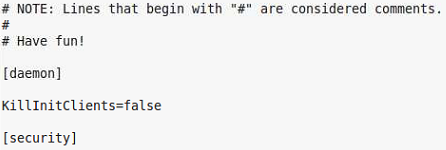 # NOTE: Lines that begin with "#" are considered comments.
#
# Have fun!
[daemon]
KillInitClients=false
[security]